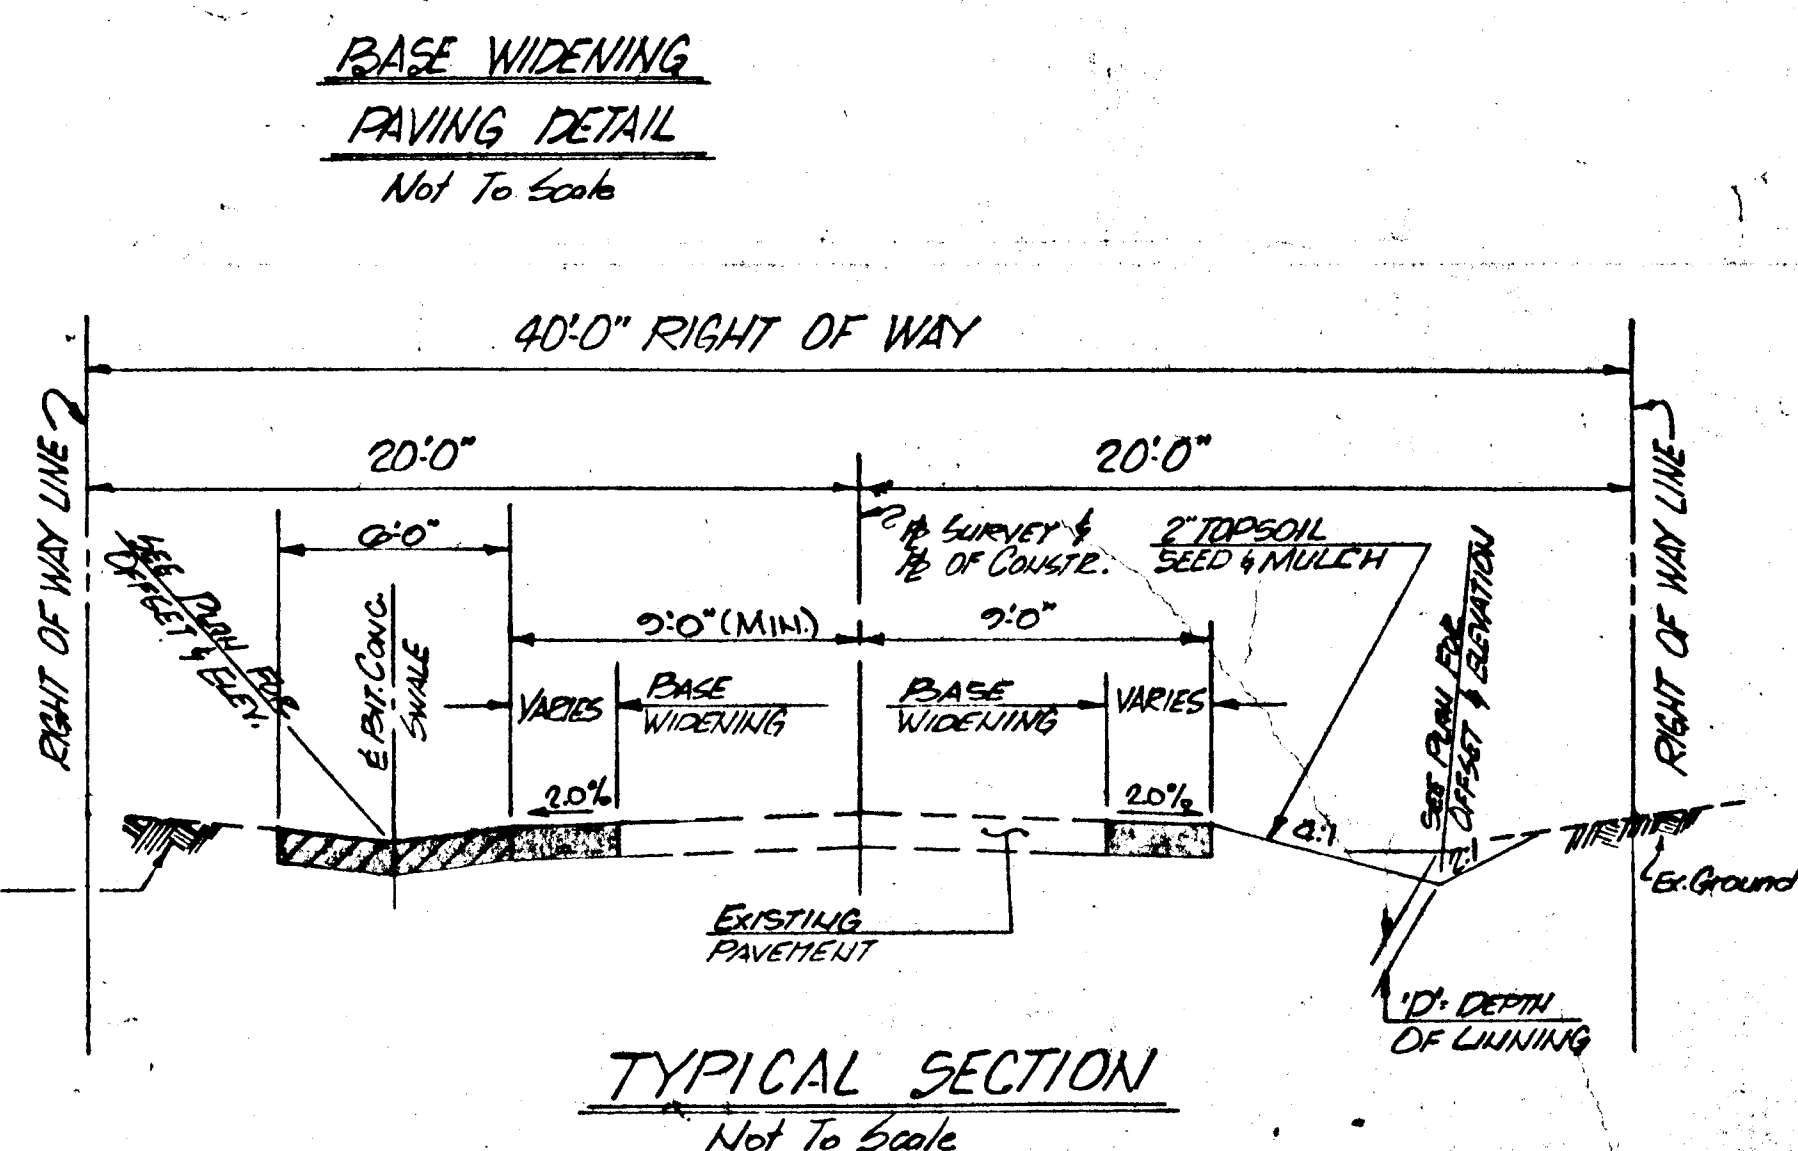 BASE WIDENING
PAVING DETAIL
Not To Scale
40'-0" RIGHT OF WAY
20'-0"
20'-0"
RIGHT OF WAY LINE
RIGHT OF WAY LINE
SEE PLAN FOR
OFFSET & ELEV.
6'-0"
℄ BIT. CONC.
SWALE
9'-0" (MIN.)
9'-0"
SURVEY &
OF CONSTR.
2" TOPSOIL
SEED & MULCH
SEE PLAN FOR
OFFSET & ELEVATION
VARIES
BASE
WIDENING
BASE
WIDENING
VARIES
2.0%
2.0%
4:1
2:1
Ex. Ground
EXISTING
PAVEMENT
'D'= DEPTH
OF LINNING
TYPICAL SECTION
Not To Scale